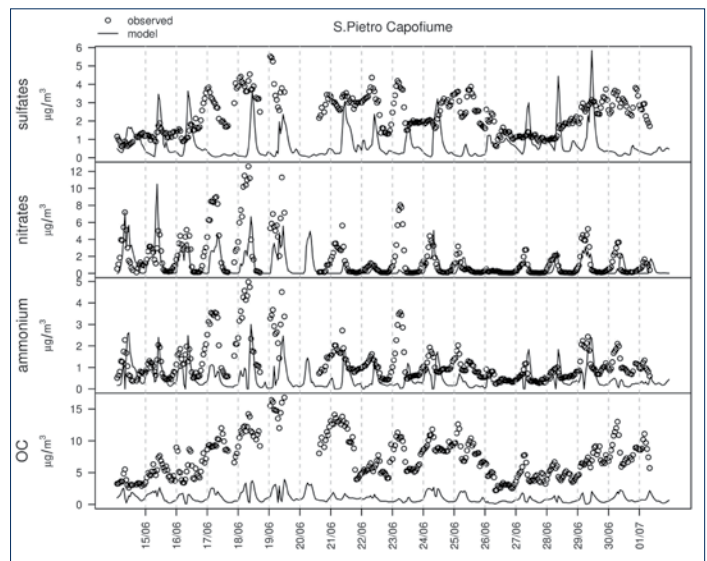 observed
model
S.Pietro Capofiume
sulfates
µg/m³
0 1 2 3 4 5 6
nitrates
µg/m³
0 2 4 6 8 10 12
ammonium
µg/m³
0 1 2 3 4 5
OC
µg/m³
0 5 10 15
15/06 16/06 17/06 18/06 19/06 20/06 21/06 22/06 23/06 24/06 25/06 26/06 27/06 28/06 29/06 30/06 01/07